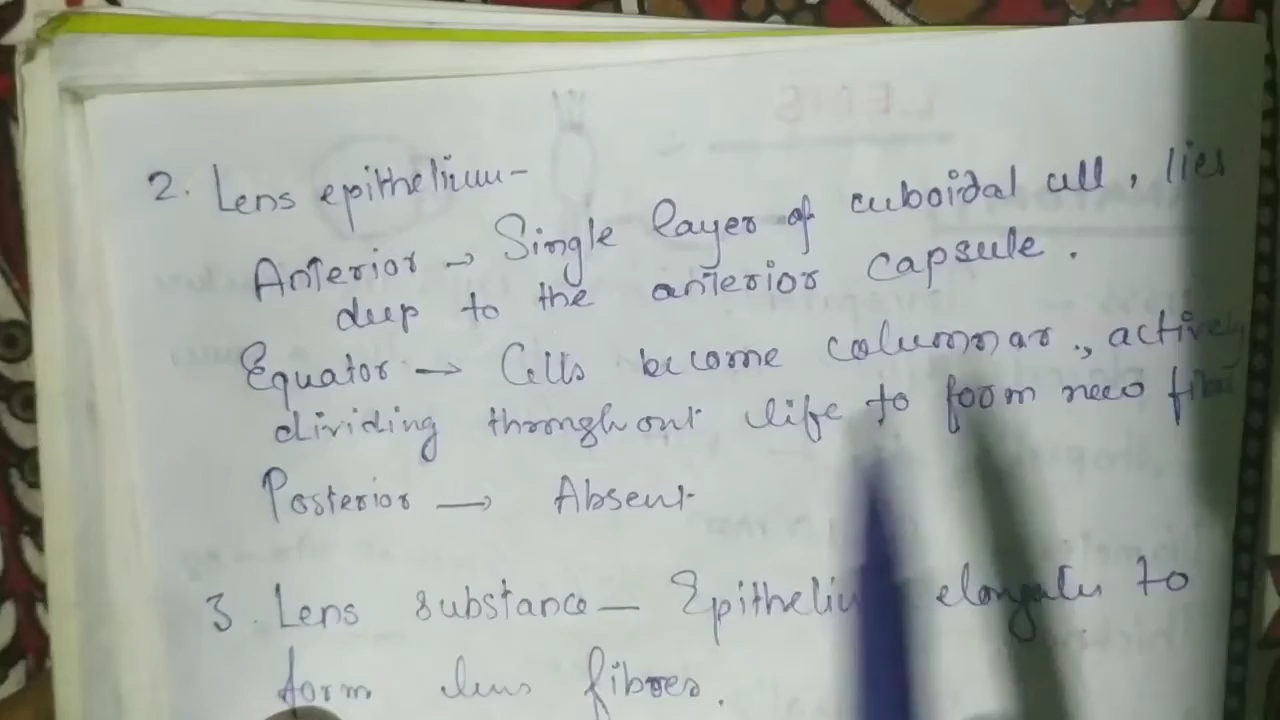 2. Lens epithelium-
Anterior → Single layer of cuboidal cell, lies
deep to the anterior capsule.
Equator → Cells become columnar, actively
dividing throughout life to form new
Posterior → Absent
3. Lens substance - elongates to
form lens fibres.
LENS